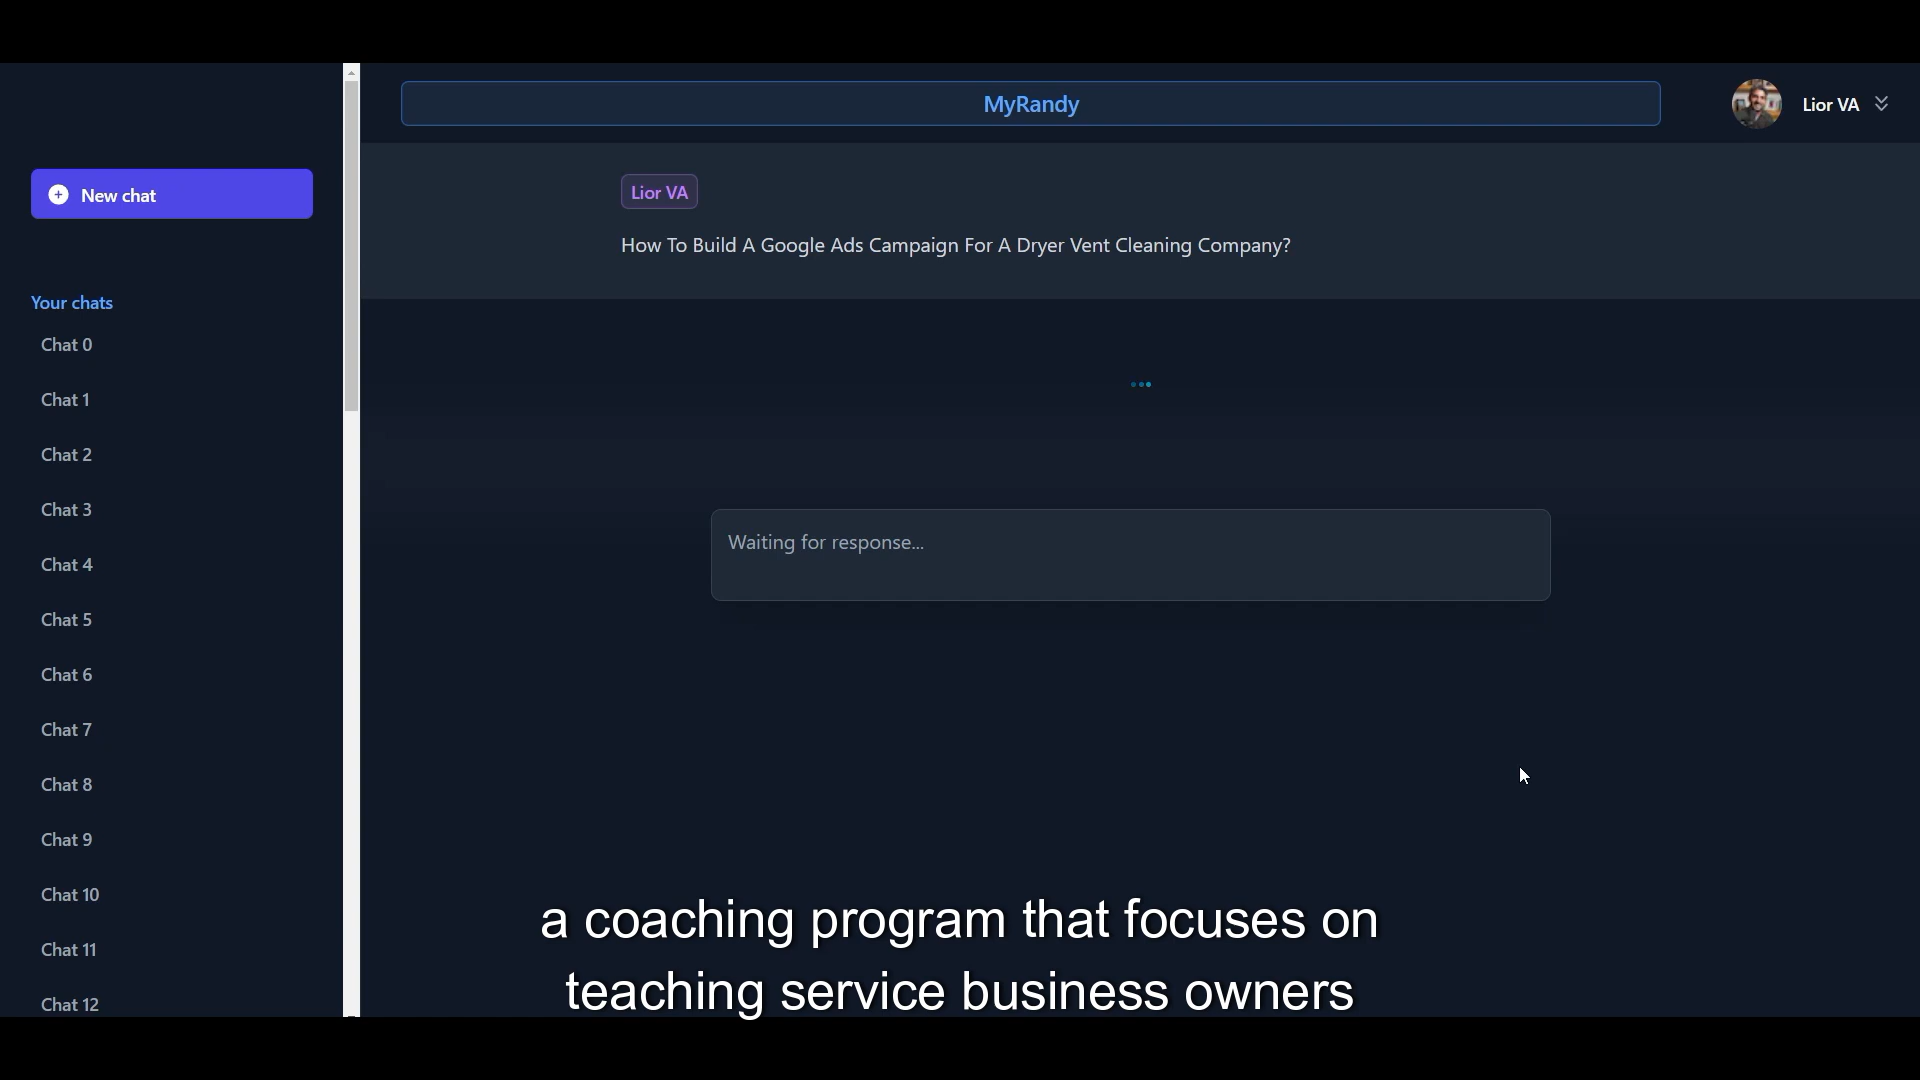 MyRandy
Lior VA
New chat
Lior VA
How To Build A Google Ads Campaign For A Dryer Vent Cleaning Company?
Your chats
Chat 0
Chat 1
Chat 2
Chat 3
Chat 4
Chat 5
Chat 6
Chat 7
Chat 8
Chat 9
Chat 10
Chat 11
Chat 12
Waiting for response...
a coaching program that focuses on
teaching service business owners